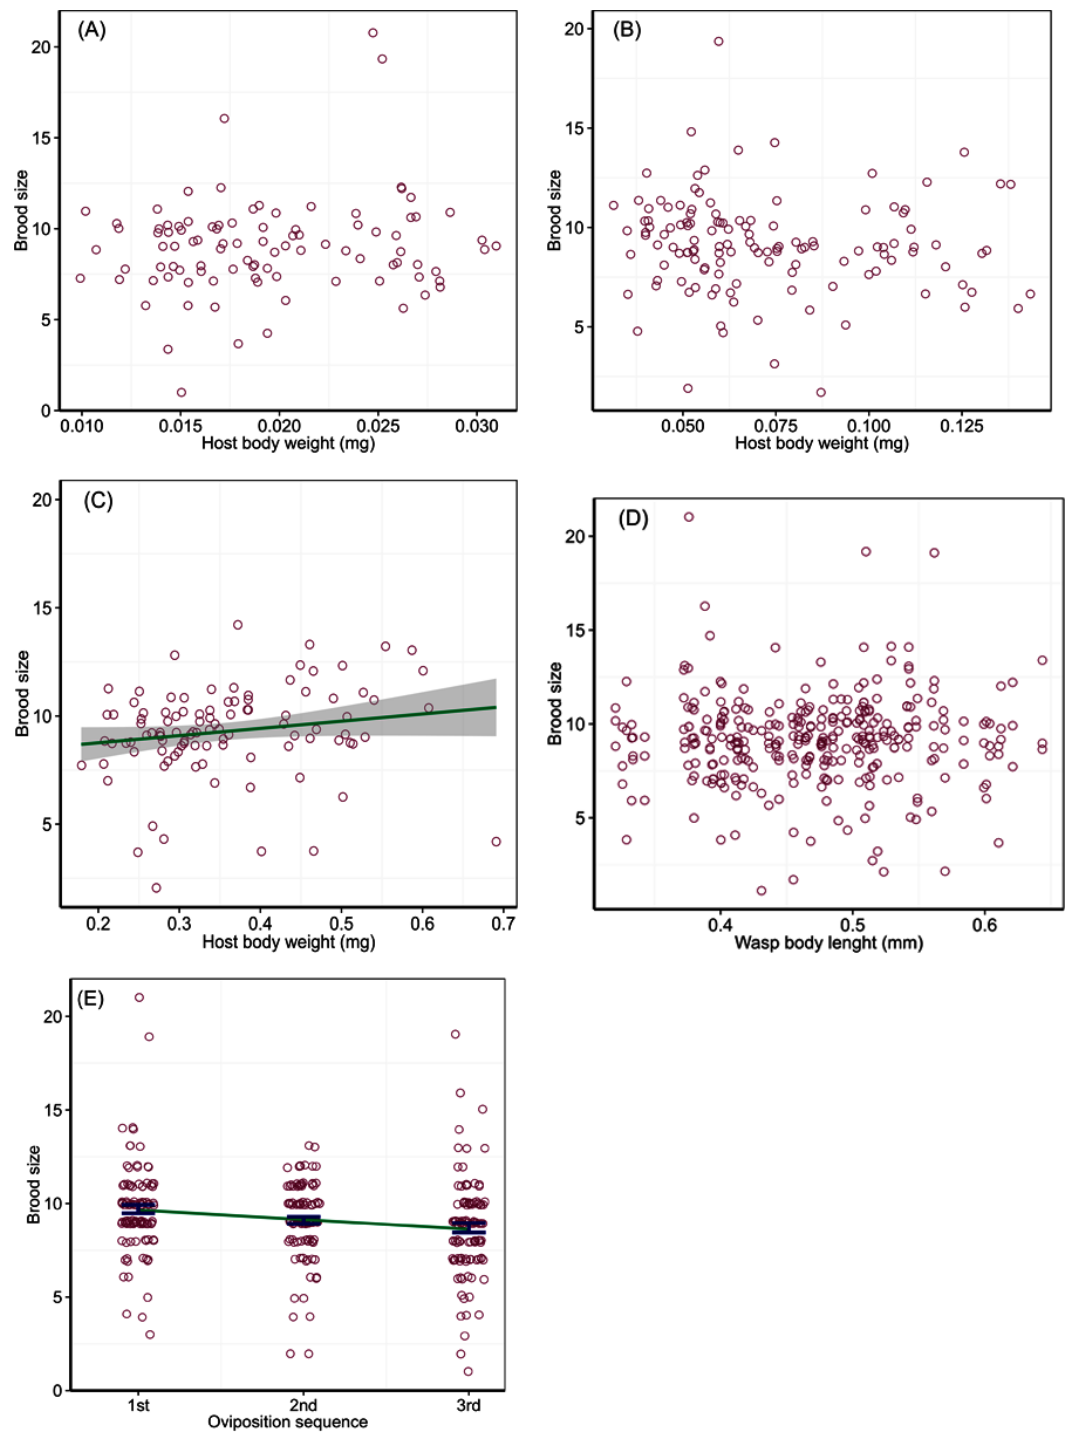 (A)
20
15
10
5
0
Brood size
0.010 0.015 0.020 0.025 0.030
Host body weight (mg)
(B)
20
15
10
5
Brood size
0.050 0.075 0.100 0.125
Host body weight (mg)
(C)
20
15
10
5
Brood size
0.2 0.3 0.4 0.5 0.6 0.7
Host body weight (mg)
(D)
20
15
10
5
Brood size
0.4 0.5 0.6
Wasp body lenght (mm)
(E)
20
15
10
5
0
Brood size
1st 2nd 3rd
Oviposition sequence